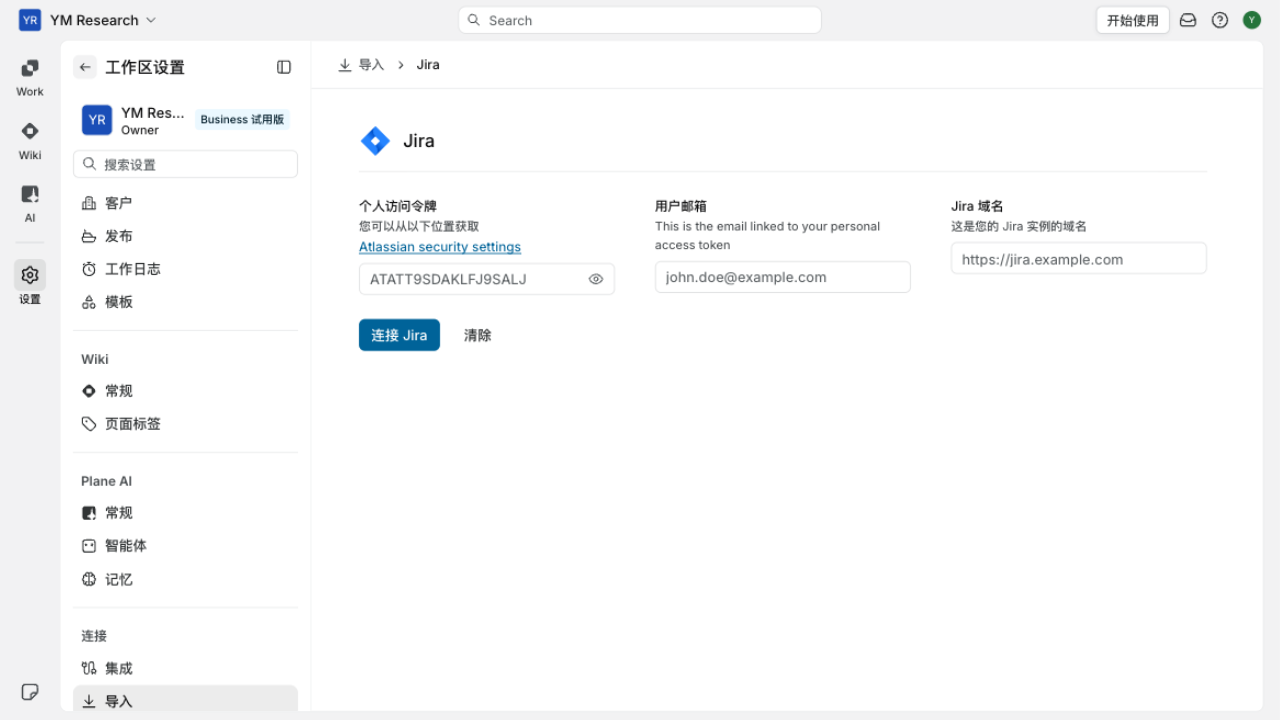 YR
YM Research
Search
开始使用
Y
Work
Wiki
AI
设置
工作区设置
YR
YM Res...
Owner
Business 试用版
搜索设置
客户
发布
工作日志
模板
Wiki
常规
页面标签
Plane AI
常规
智能体
记忆
连接
集成
导入
导入
Jira
Jira
个人访问令牌
您可以从以下位置获取
Atlassian security settings
ATATT9SDAKLFJ9SALJ
用户邮箱
This is the email linked to your personal
access token
john.doe@example.com
Jira 域名
这是您的 Jira 实例的域名
https://jira.example.com
连接 Jira
清除